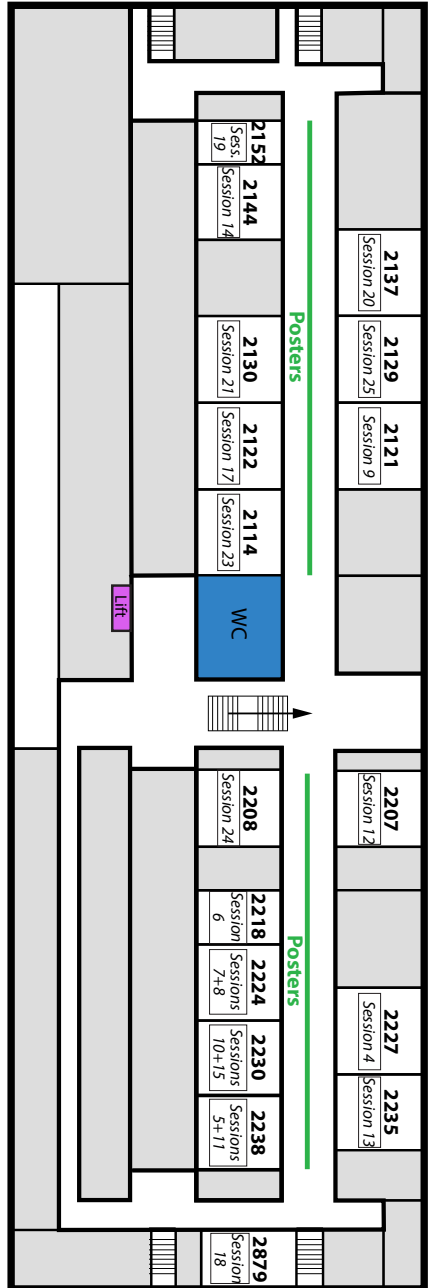 2152
Sess.
19
2144
Session 14
2137
Session 20
Posters
2130
Session 21
2129
Session 25
2122
Session 17
2121
Session 9
2114
Session 23
Lift
WC
2208
Session 24
2207
Session 12
2218
Session
6
Posters
2224
Sessions
7+8
2230
Sessions
10+15
2227
Session 4
2238
Sessions
5+11
2235
Session 13
2879
Session
18